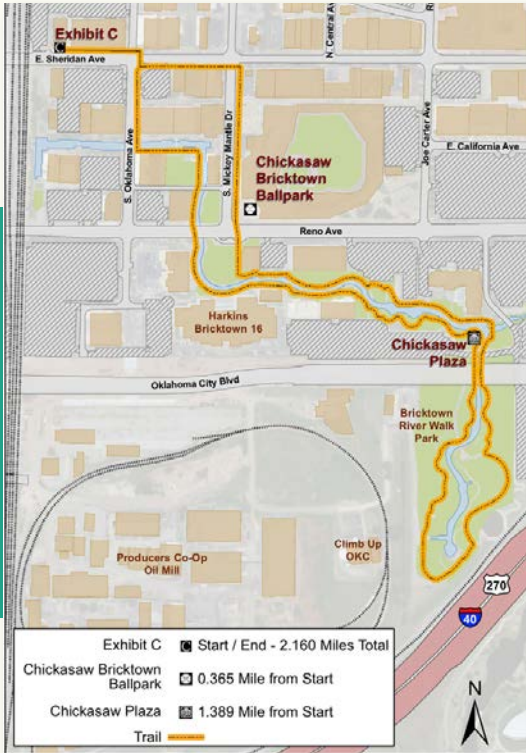 Exhibit C
C
E. Sheridan Ave
N. Central Av
S. Oklahoma Ave
S. Mickey Mantle Dr
Joe Carter Ave
E. California Ave
Chickasaw
Bricktown
Ballpark
Reno Ave
Harkins
Bricktown 16
Chickasaw
Plaza
Oklahoma City Blvd
Bricktown
River Walk
Park
Producers Co-Op
Oil Mill
Climb Up
OKC
270
40
N
Exhibit C C Start / End - 2.160 Miles Total
Chickasaw Bricktown
Ballpark 0.365 Mile from Start
Chickasaw Plaza 1.389 Mile from Start
Trail